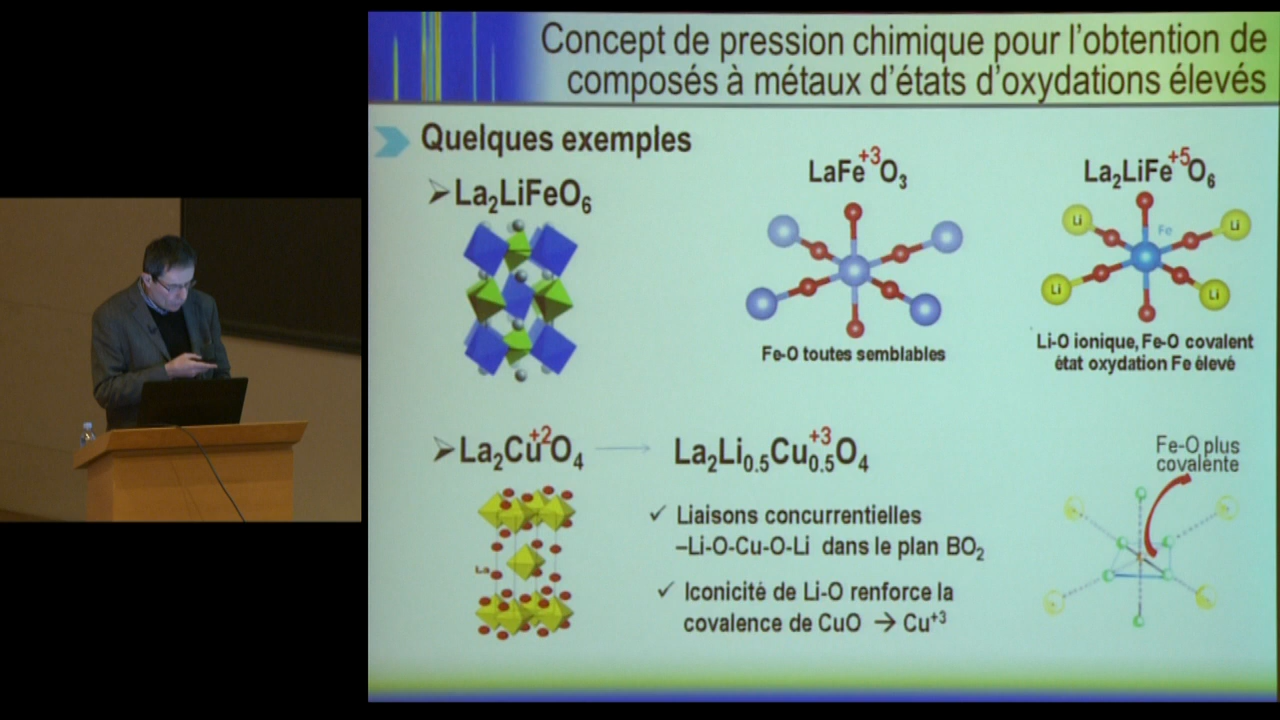 Concept de pression chimique pour l'obtention de
composés à métaux d'états d'oxydations élevés
Quelques exemples
La₂LiFeO₆
LaFe⁺³O₃
La₂LiFe⁺⁵O₆
Li
Li
Fe
Li
Li
Fe-O toutes semblables
Li-O ionique, Fe-O covalent
état oxydation Fe élevé
La₂Cu⁺²O₄
La₂Li₀.₅Cu⁺³₀.₅O₄
Fe-O plus
covalente
✓ Liaisons concurrentielles
–Li-O-Cu-O-Li dans le plan BO₂
La
✓ Iconicité de Li-O renforce la
covalence de CuO → Cu⁺³